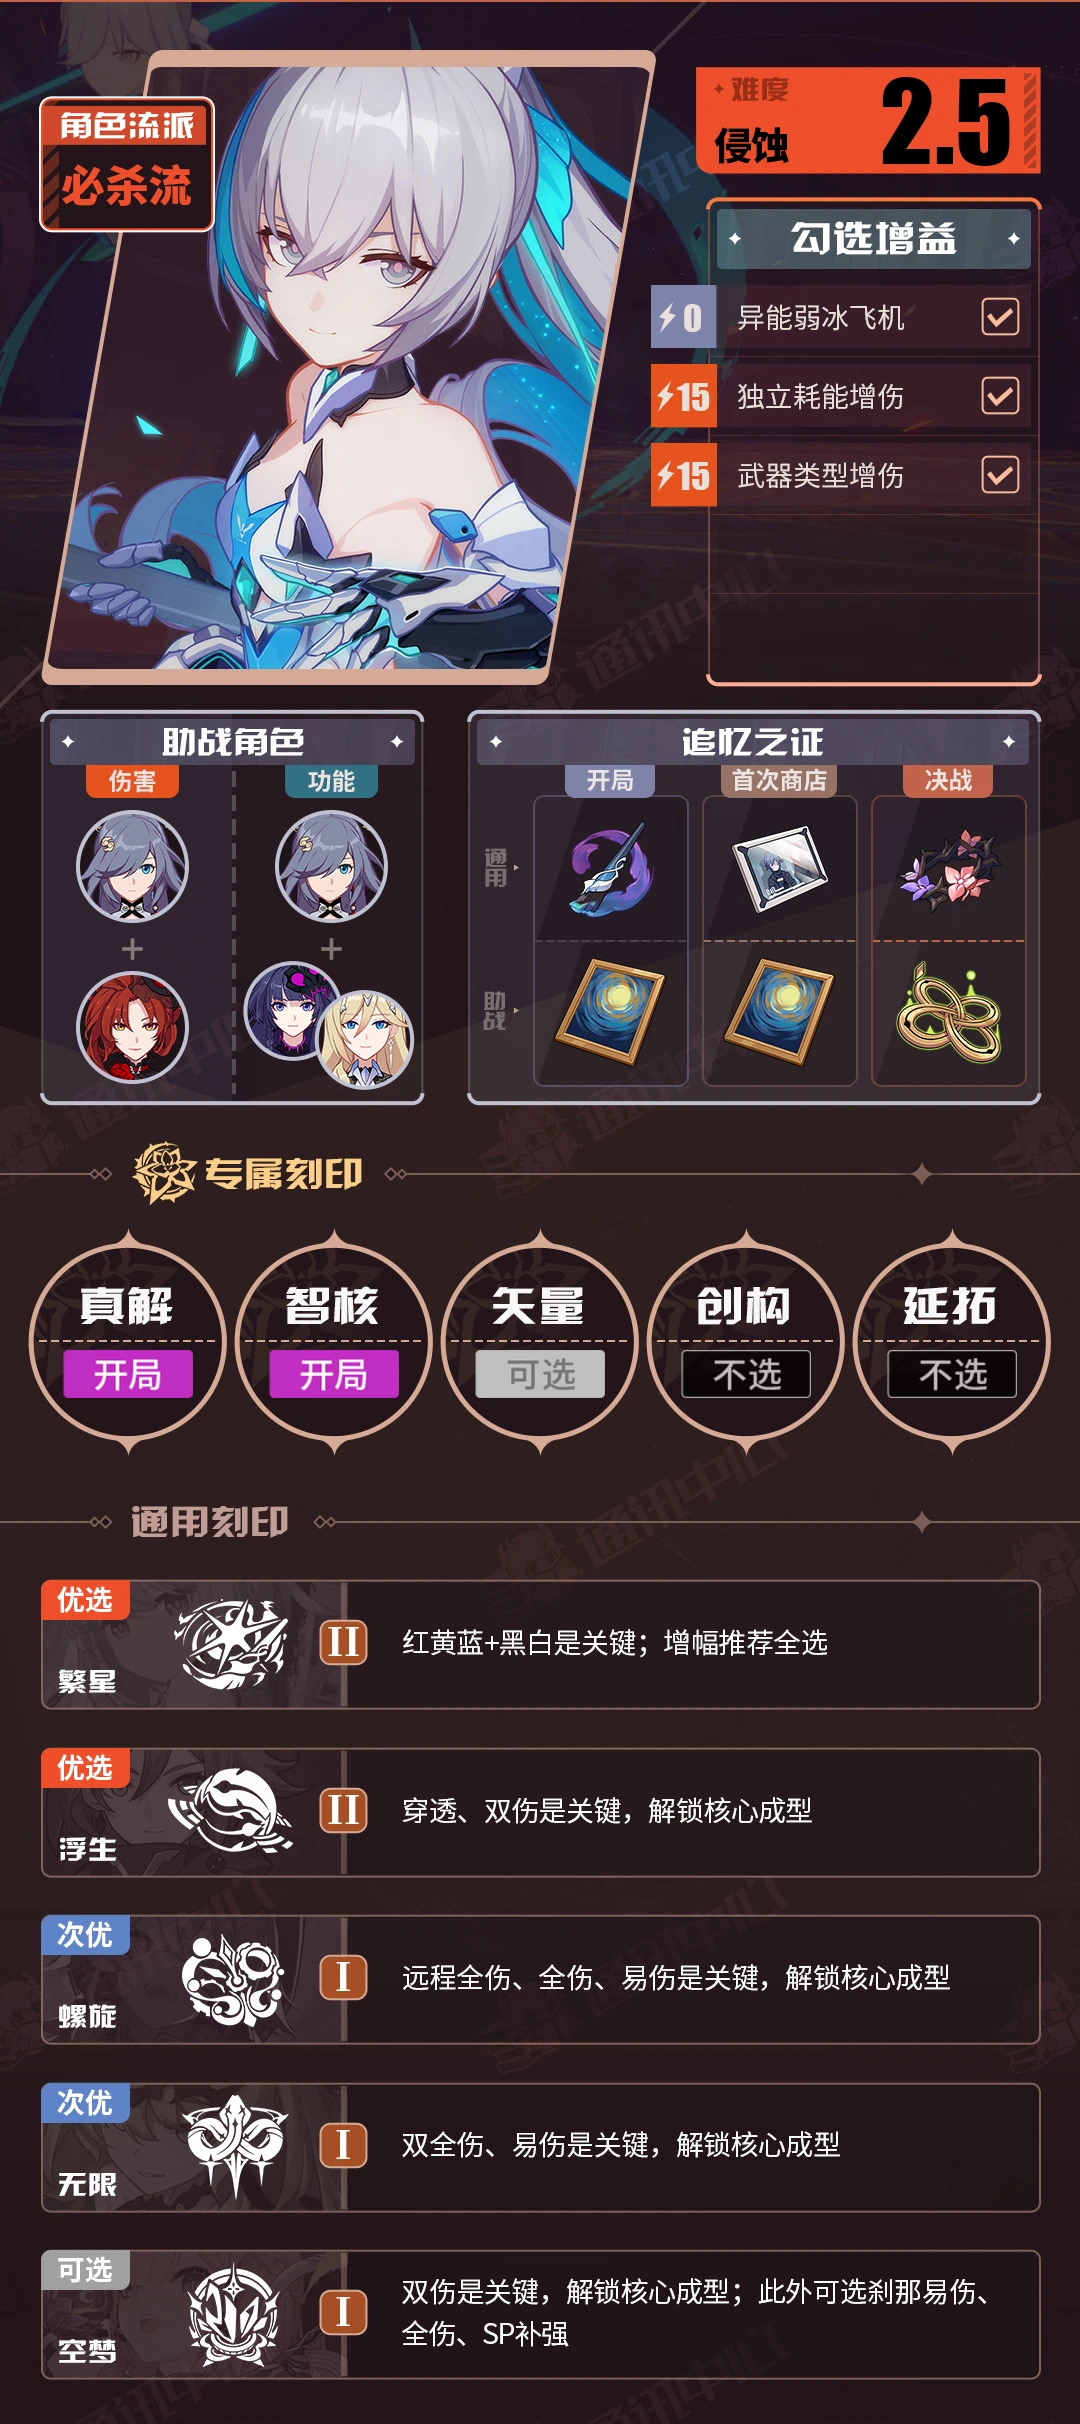 角色流派
必杀流
难度
侵蚀
2.5
勾选增益
0
异能弱冰飞机
15
独立耗能增伤
15
武器类型增伤
助战角色
伤害
功能
追忆之证
开局
首次商店
决战
通用
助战
专属刻印
真解
开局
智核
开局
矢量
可选
创构
不选
延拓
不选
通用刻印
优选
繁星
II
红黄蓝+黑白是关键；增幅推荐全选
优选
浮生
II
穿透、双伤是关键，解锁核心成型
次优
螺旋
I
远程全伤、全伤、易伤是关键，解锁核心成型
次优
无限
I
双全伤、易伤是关键，解锁核心成型
可选
空梦
I
双伤是关键，解锁核心成型；此外可选刹那易伤、
全伤、SP补强
通讯中心